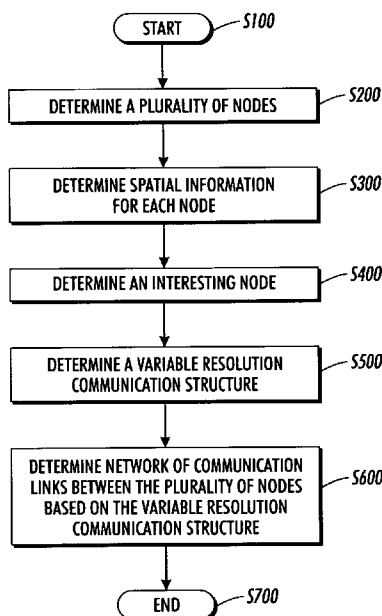 START
S100
DETERMINE A PLURALITY OF NODES
S200
DETERMINE SPATIAL INFORMATION
FOR EACH NODE
S300
DETERMINE AN INTERESTING NODE
S400
DETERMINE A VARIABLE RESOLUTION
COMMUNICATION STRUCTURE
S500
DETERMINE NETWORK OF COMMUNICATION
LINKS BETWEEN THE PLURALITY OF NODES
BASED ON THE VARIABLE RESOLUTION
COMMUNICATION STRUCTURE
S600
END
S700